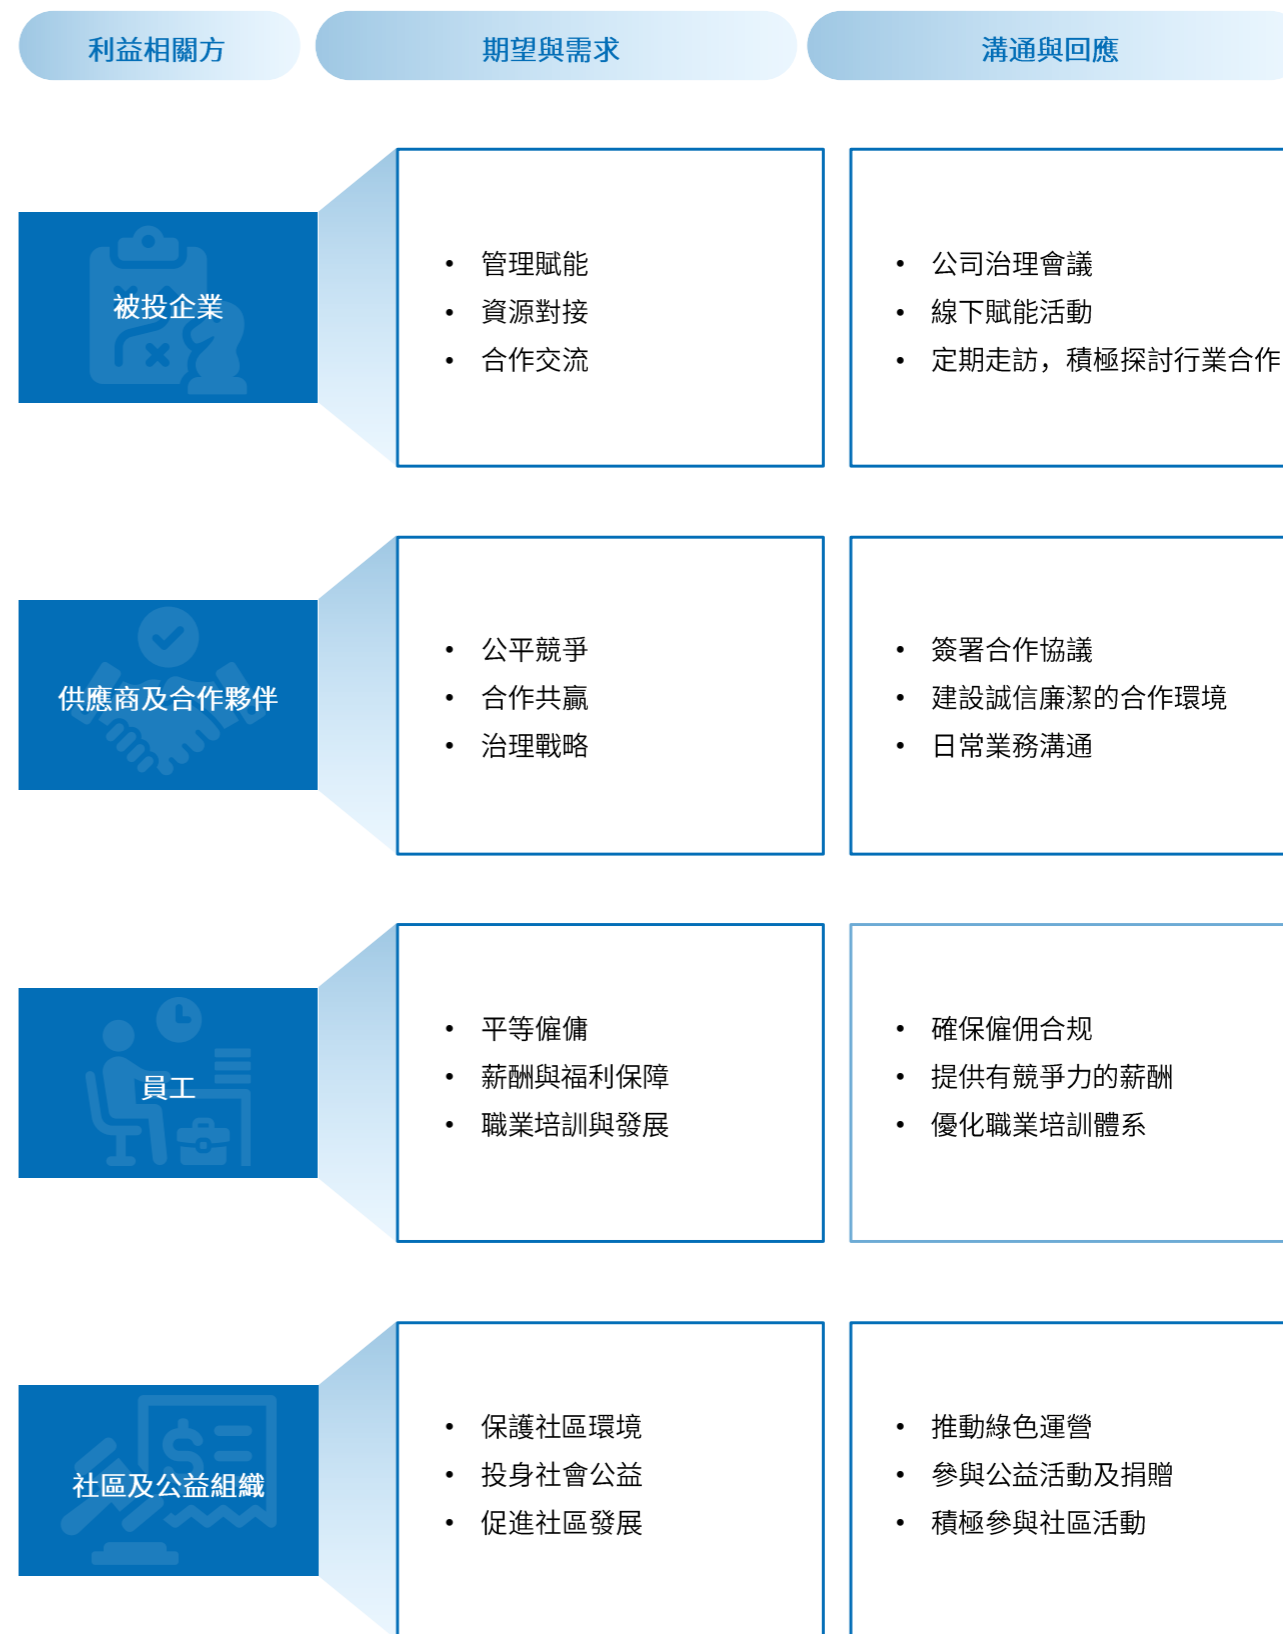 利益相關方
期望與需求
溝通與回應
被投企業
• 管理賦能
• 資源對接
• 合作交流
• 公司治理會議
• 線下賦能活動
• 定期走訪，積極探討行業合作
供應商及合作夥伴
• 公平競爭
• 合作共贏
• 治理戰略
• 簽署合作協議
• 建設誠信廉潔的合作環境
• 日常業務溝通
員工
• 平等僱傭
• 薪酬與福利保障
• 職業培訓與發展
• 確保僱佣合规
• 提供有競爭力的薪酬
• 優化職業培訓體系
社區及公益組織
• 保護社區環境
• 投身社會公益
• 促進社區發展
• 推動綠色運營
• 參與公益活動及捐贈
• 積極參與社區活動